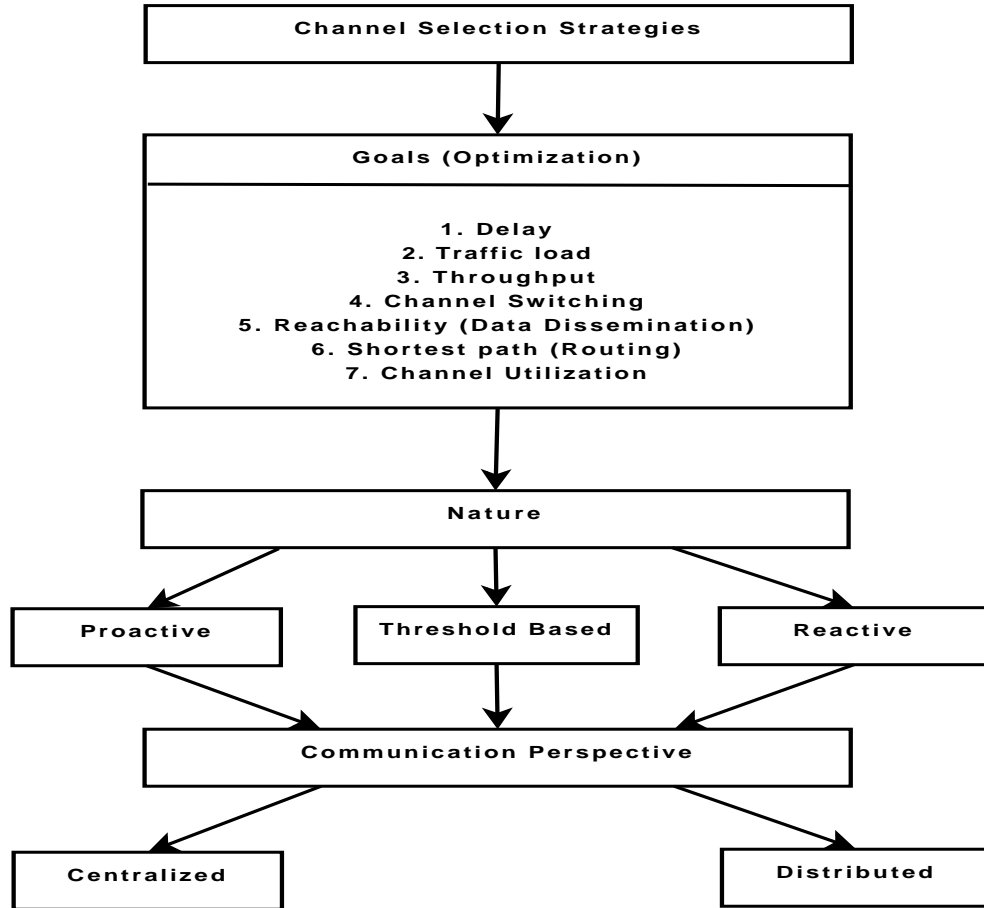 Channel Selection Strategies
Goals (Optimization)
1. Delay
2. Traffic load
3. Throughput
4. Channel Switching
5. Reachability (Data Dissemination)
6. Shortest path (Routing)
7. Channel Utilization
Nature
Proactive
Threshold Based
Reactive
Communication Perspective
Centralized
Distributed